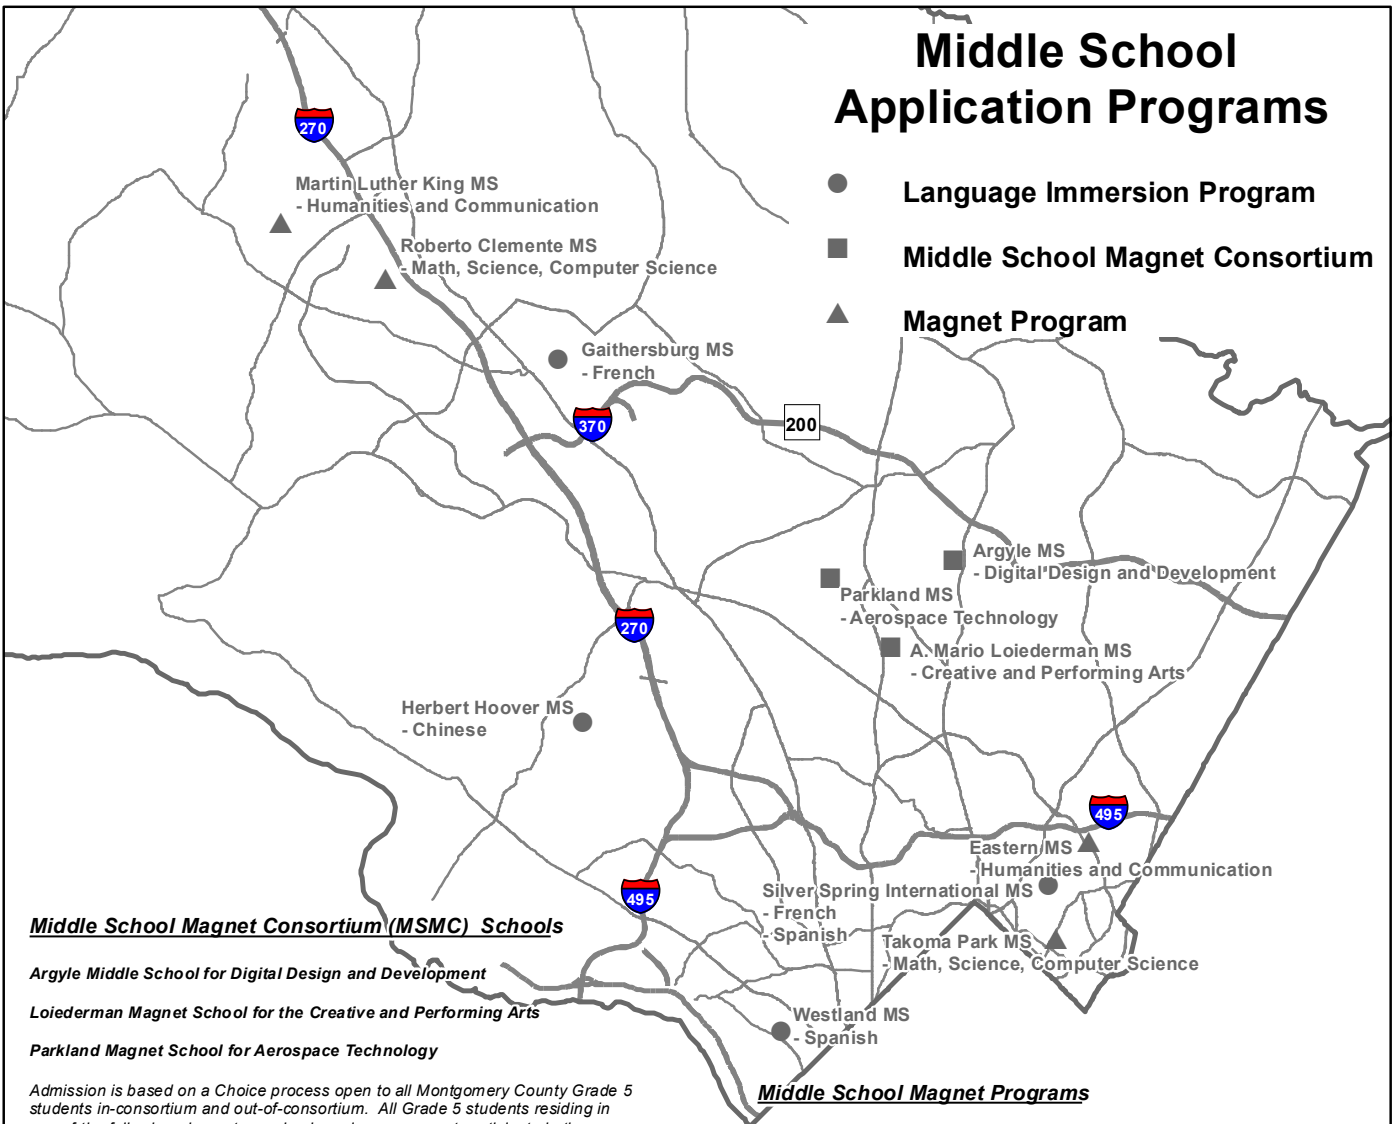 Middle School
Application Programs
Language Immersion Program
Middle School Magnet Consortium
Magnet Program
270
Martin Luther King MS
- Humanities and Communication
Roberto Clemente MS
- Math, Science, Computer Science
Gaithersburg MS
- French
370
200
Argyle MS
- Digital Design and Development
Parkland MS
- Aerospace Technology
270
A. Mario Loiederman MS
- Creative and Performing Arts
Herbert Hoover MS
- Chinese
495
Eastern MS
- Humanities and Communication
495
Silver Spring International MS
- French
- Spanish
Takoma Park MS
- Math, Science, Computer Science
Westland MS
- Spanish
Middle School Magnet Consortium (MSMC) Schools
Argyle Middle School for Digital Design and Development
Loiederman Magnet School for the Creative and Performing Arts
Parkland Magnet School for Aerospace Technology
Admission is based on a Choice process open to all Montgomery County Grade 5
students in-consortium and out-of-consortium. All Grade 5 students residing in
Middle School Magnet Programs